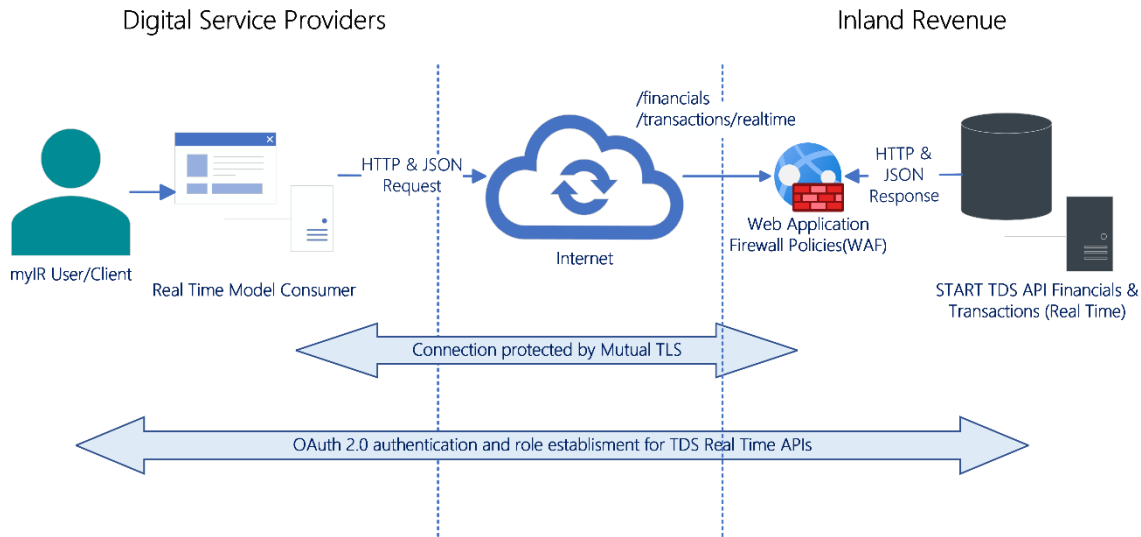 Digital Service Providers
Inland Revenue
/financials
/transactions/realtime
HTTP & JSON
Request
HTTP &
JSON
Response
Web Application
Firewall Policies(WAF)
Internet
myIR User/Client
Real Time Model Consumer
START TDS API Financials &
Transactions (Real Time)
Connection protected by Mutual TLS
OAuth 2.0 authentication and role establisment for TDS Real Time APIs